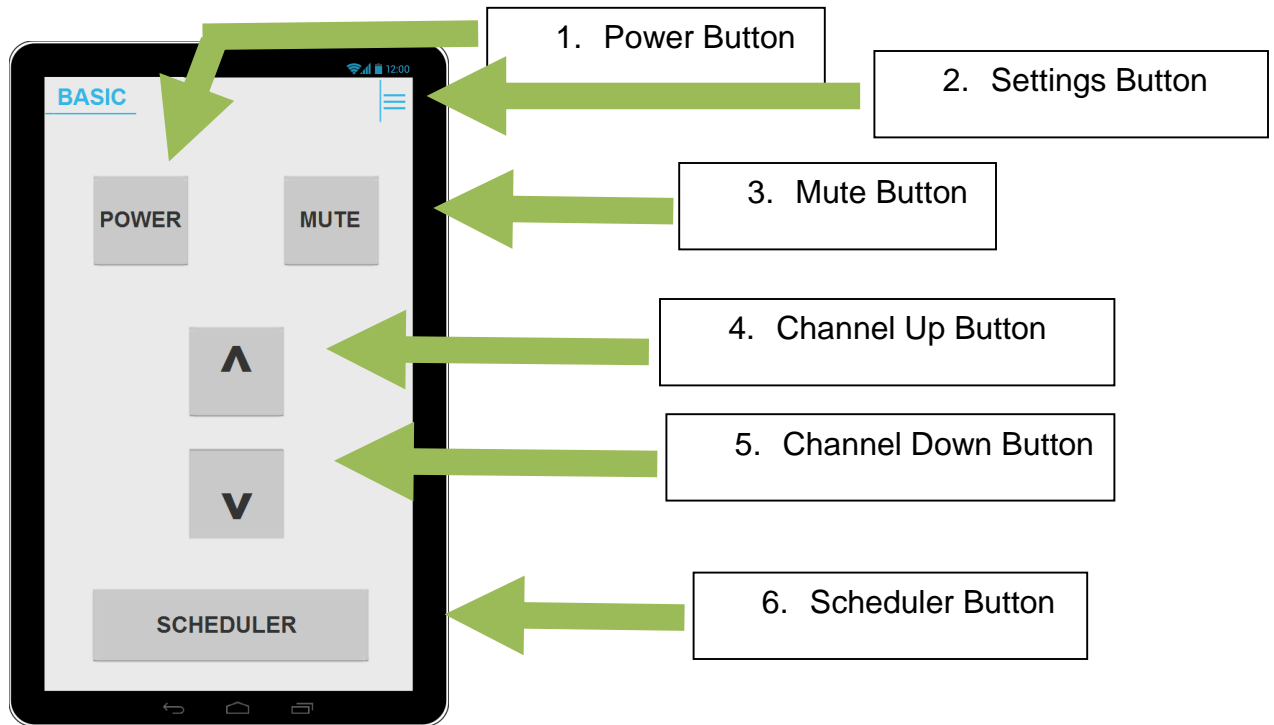 1. Power Button
12:00
BASIC
2. Settings Button
POWER
MUTE
3. Mute Button
ʌ
4. Channel Up Button
v
5. Channel Down Button
SCHEDULER
6. Scheduler Button